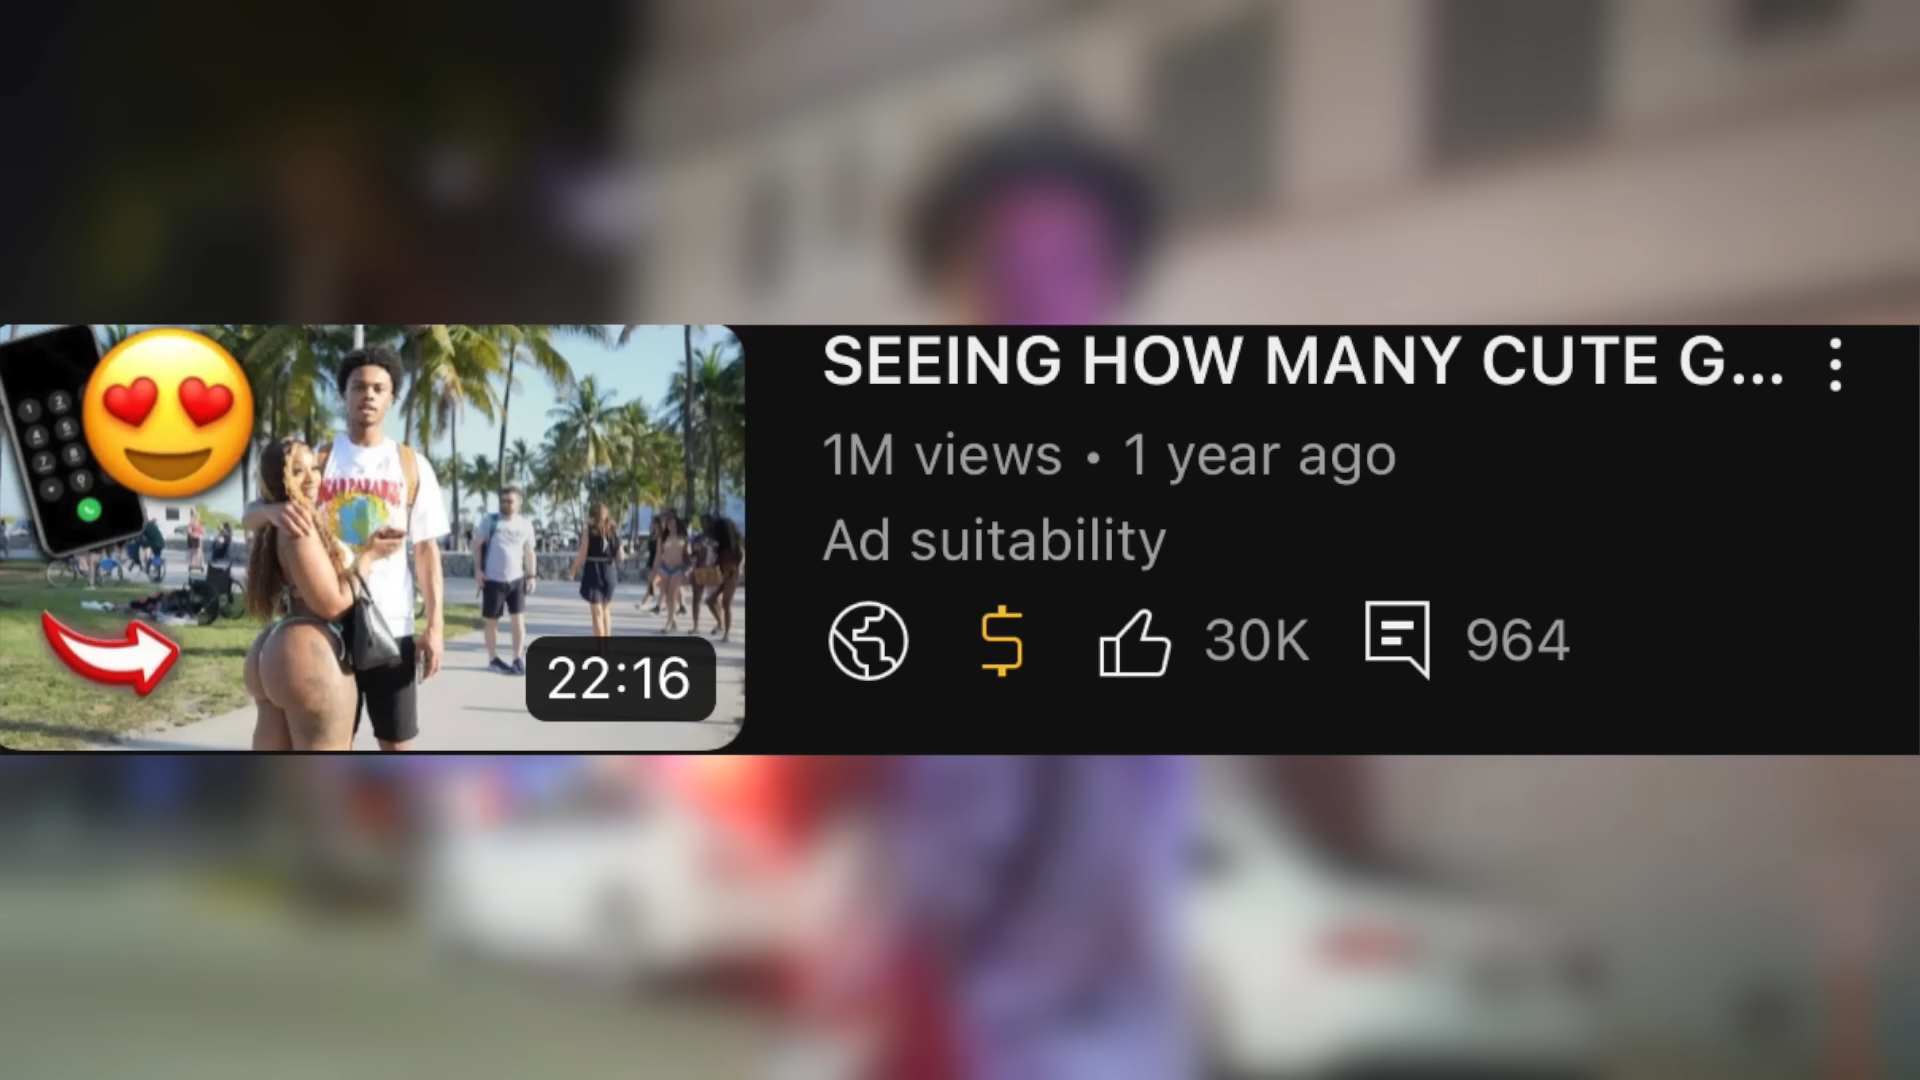 SEEING HOW MANY CUTE G...
1M views • 1 year ago
Ad suitability
30K 964
22:16